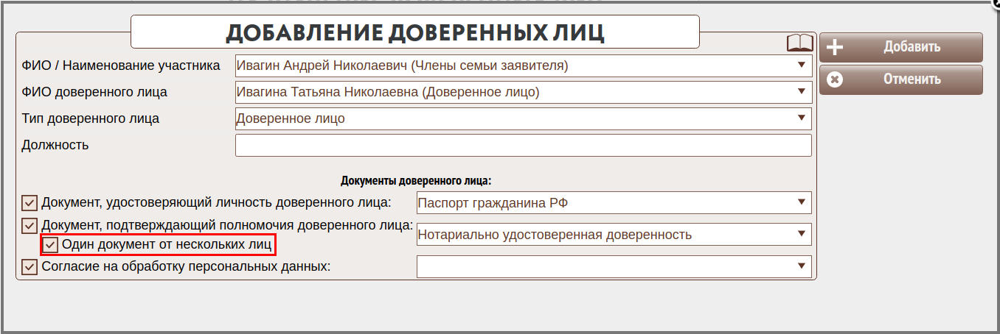 ДОБАВЛЕНИЕ ДОВЕРЕННЫХ ЛИЦ
Добавить
ФИО / Наименование участника Ивагин Андрей Николаевич (Члены семьи заявителя)
Отменить
ФИО доверенного лица Ивагина Татьяна Николаевна (Доверенное лицо)
Тип доверенного лица Доверенное лицо
Должность
Документы доверенного лица:
Документ, удостоверяющий личность доверенного лица: Паспорт гражданина РФ
Документ, подтверждающий полномочия доверенного лица: Нотариально удостоверенная доверенность
Один документ от нескольких лиц
Согласие на обработку персональных данных: